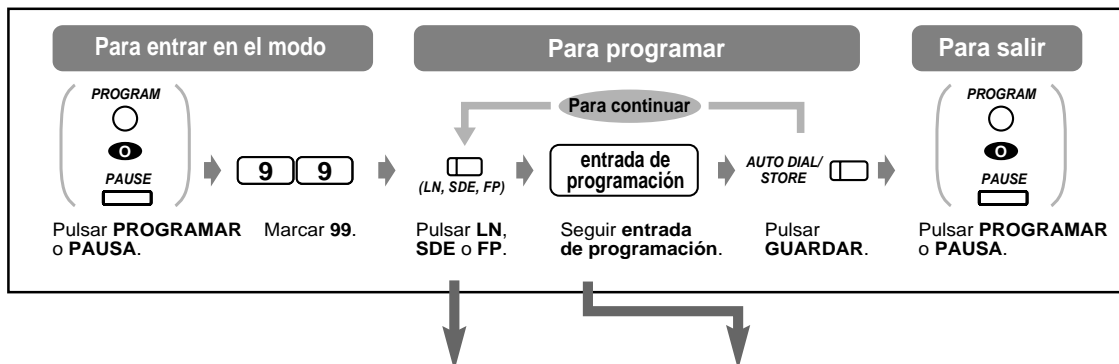 Para entrar en el modo
Para programar
Para salir
PROGRAM
O
PAUSE
Pulsar PROGRAMAR
o PAUSA.
9 9
Marcar 99.
Para continuar
(LN, SDE, FP)
Pulsar LN,
SDE o FP.
entrada de
programación
Seguir entrada
de programación.
AUTO DIAL/
STORE
Pulsar
GUARDAR.
PROGRAM
O
PAUSE
Pulsar PROGRAMAR
o PAUSA.